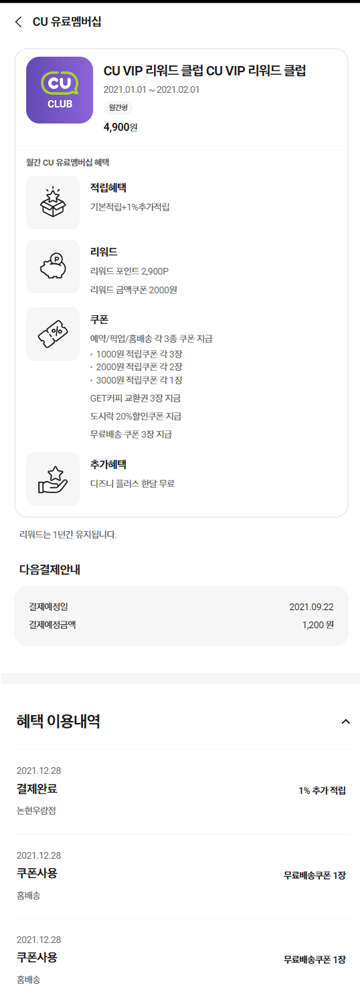 CU 유료멤버십
CU VIP 리워드 클럽 CU VIP 리워드 클럽
2021.01.01 ~ 2021.02.01
월간형
4,900원
CU
CLUB
월간 CU 유료멤버십 혜택
적립혜택
기본적립+1%추가적립
리워드
리워드 포인트 2,900P
리워드 금액쿠폰 2000원
쿠폰
예약/픽업/홈배송 각 3종 쿠폰 지급
• 1000원 적립쿠폰 각 3장
• 2000원 적립쿠폰 각 2장
• 3000원 적립쿠폰 각 1징
GET커피 교환권 3장 지금
도사락 20%할인쿠폰 지급
무료배송 쿠폰 3장 지급
추가혜택
디즈니 플러스 한달 무료
리워드는 1년간 유지됩니다.
다음결제안내
결제예정일 2021.09.22
결제예정금액 1,200 원
혜택 이용내역
2021.12.28
결제완료 1% 추가 적립
논현우람점
2021.12.28
쿠폰사용 무료배송쿠폰 1장
홈배송
2021.12.28
쿠폰사용 무료배송쿠폰 1장
홈배송